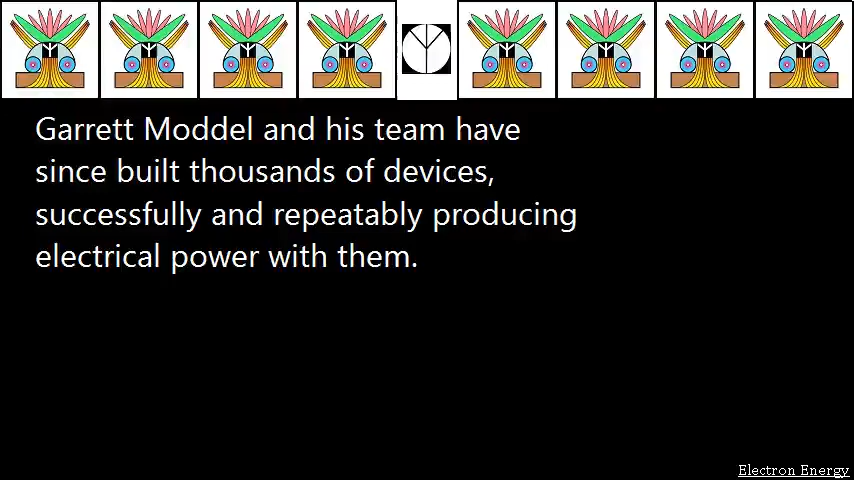 Garrett Moddel and his team have
since built thousands of devices,
successfully and repeatably producing
electrical power with them.
Electron Energy